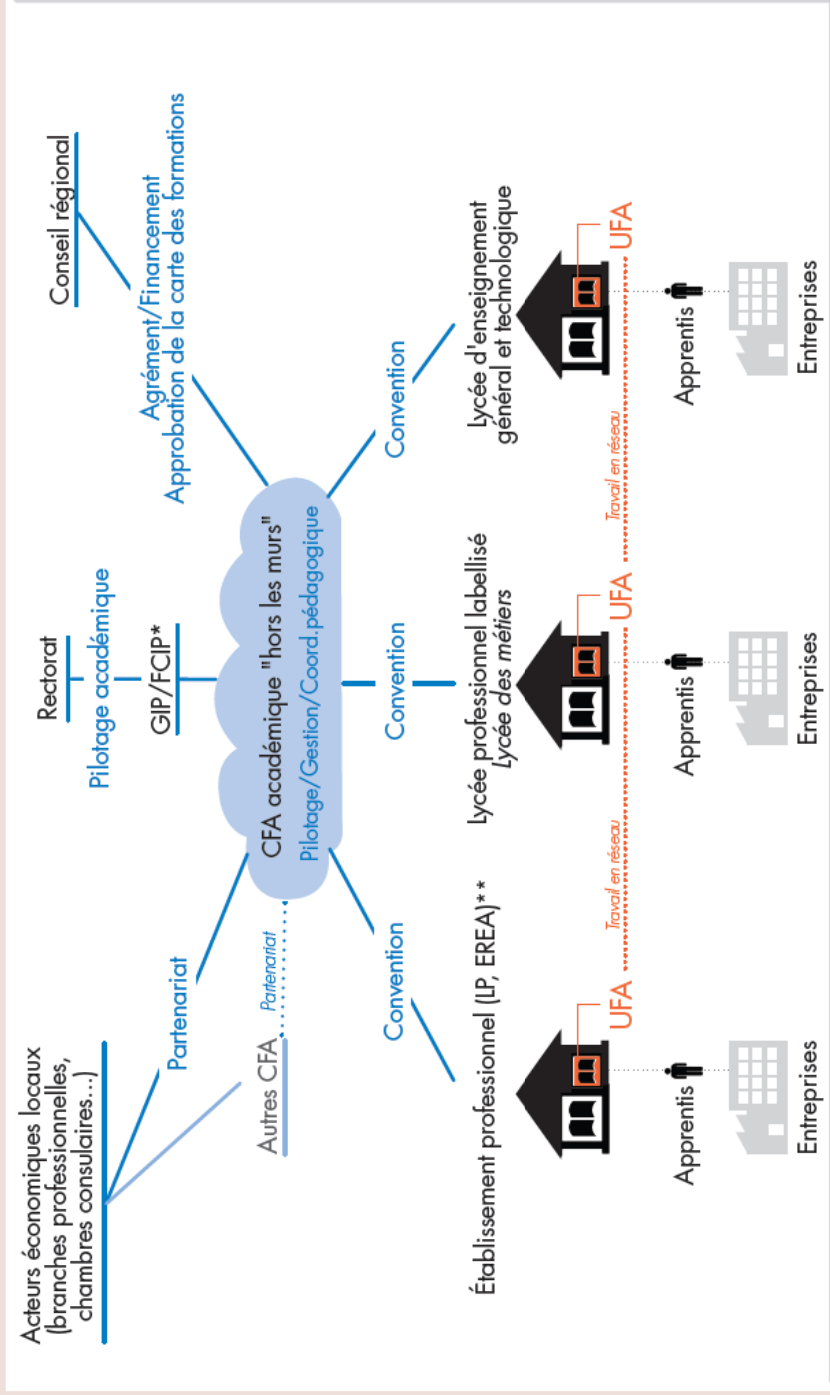 Acteurs économiques locaux
(branches professionnelles,
chambres consulaires...)
Rectorat
Conseil régional
Pilotage académique
GIP/FCIP*
Agrément/Financement
Approbation de la carte des formations
Partenariat
Autres CFA
Partenariat
CFA académique "hors les murs"
Pilotage/Gestion/Coord.pédagogique
Convention
Convention
Convention
Établissement professionnel (LP, EREA)**
Lycée professionnel labellisé
Lycée des métiers
Lycée d'enseignement
général et technologique
UFA
Travail en réseau
UFA
Travail en réseau
UFA
Apprentis
Apprentis
Apprentis
Entreprises
Entreprises
Entreprises